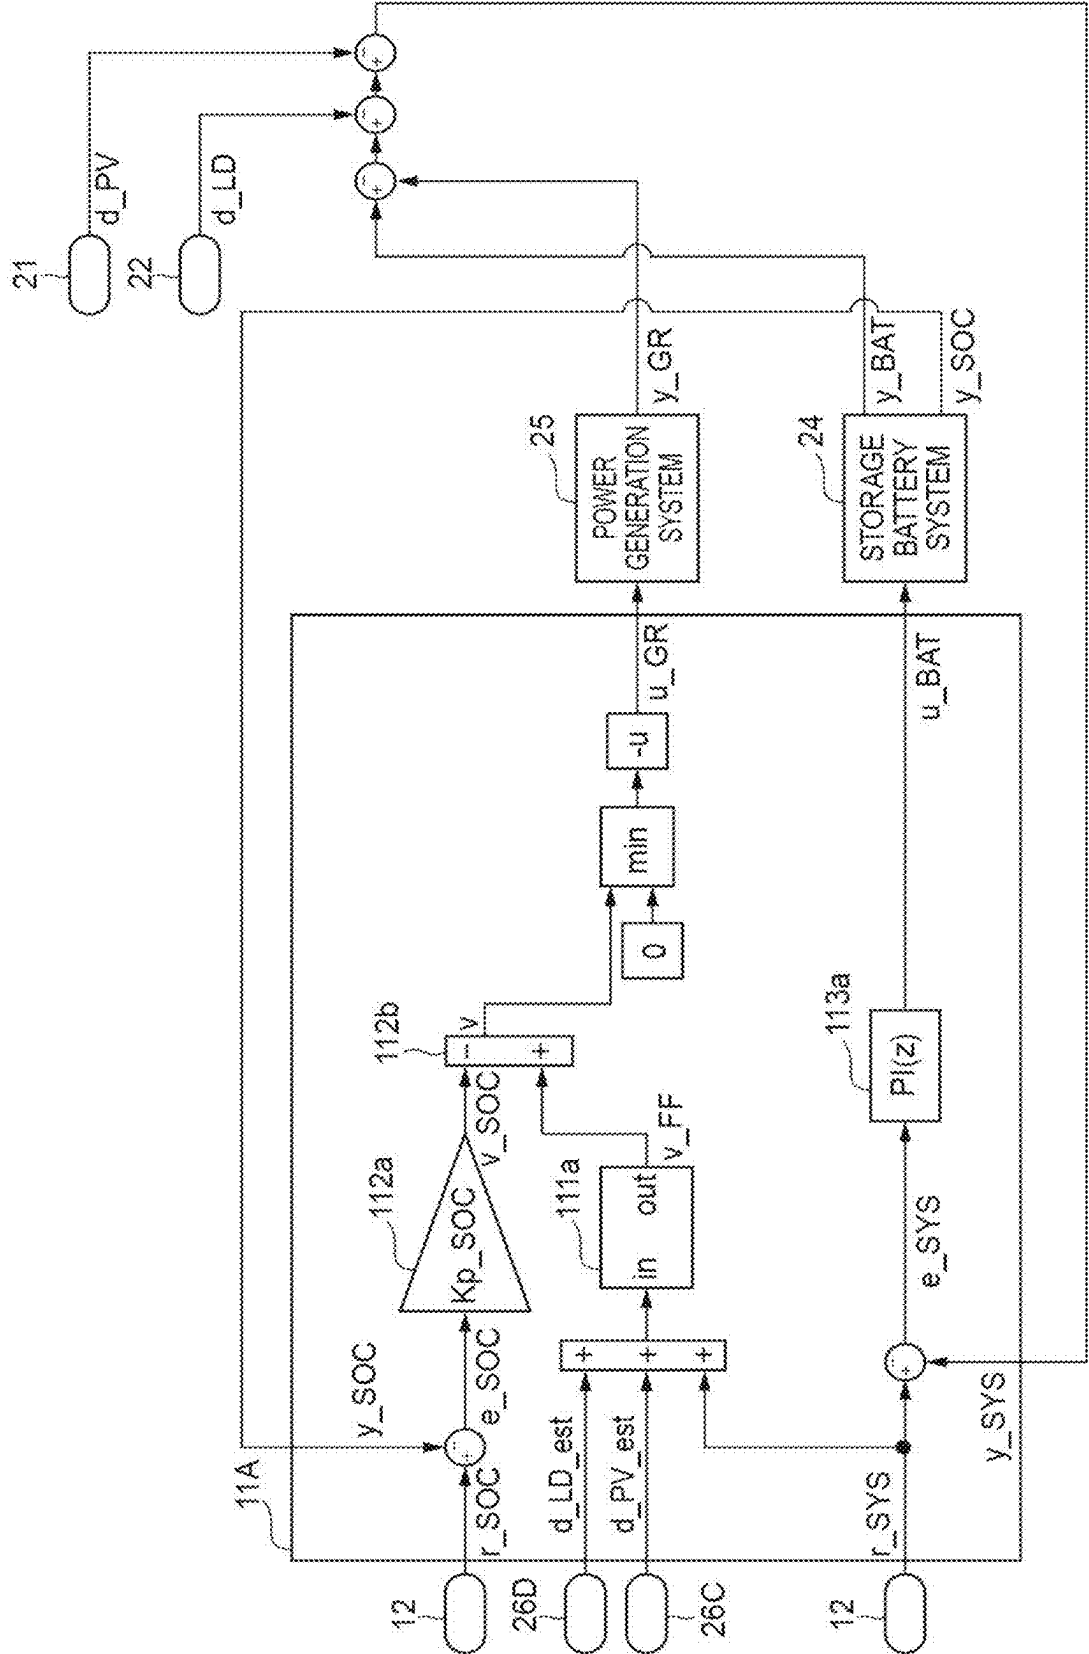 21
d_PV
22
d_LD
11A
12
r_SOC
y_SOC
+
-
e_SOC
112a
Kp_SOC
v_SOC
112b
-
+
v
26D
d_LD_est
26C
d_PV_est
+
+
+
111a
in
out
v_FF
0
min
-u
u_GR
25
POWER
GENERATION
SYSTEM
y_GR
12
r_SYS
+
-
y_SYS
e_SYS
113a
PI(z)
u_BAT
24
STORAGE
BATTERY
SYSTEM
y_BAT
y_SOC
+
-
+
-
+
-